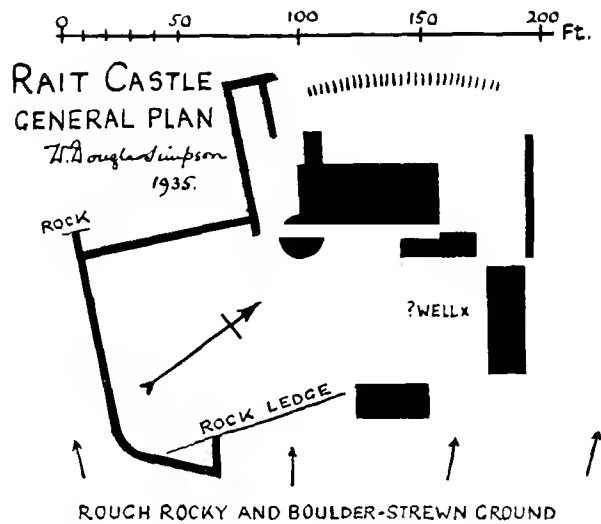 0 50 100 150 200 Ft.
RAIT CASTLE
GENERAL PLAN
W. Douglas Simpson
1935.
ROCK
?WELLx
ROCK LEDGE
ROUGH ROCKY AND BOULDER-STREWN GROUND